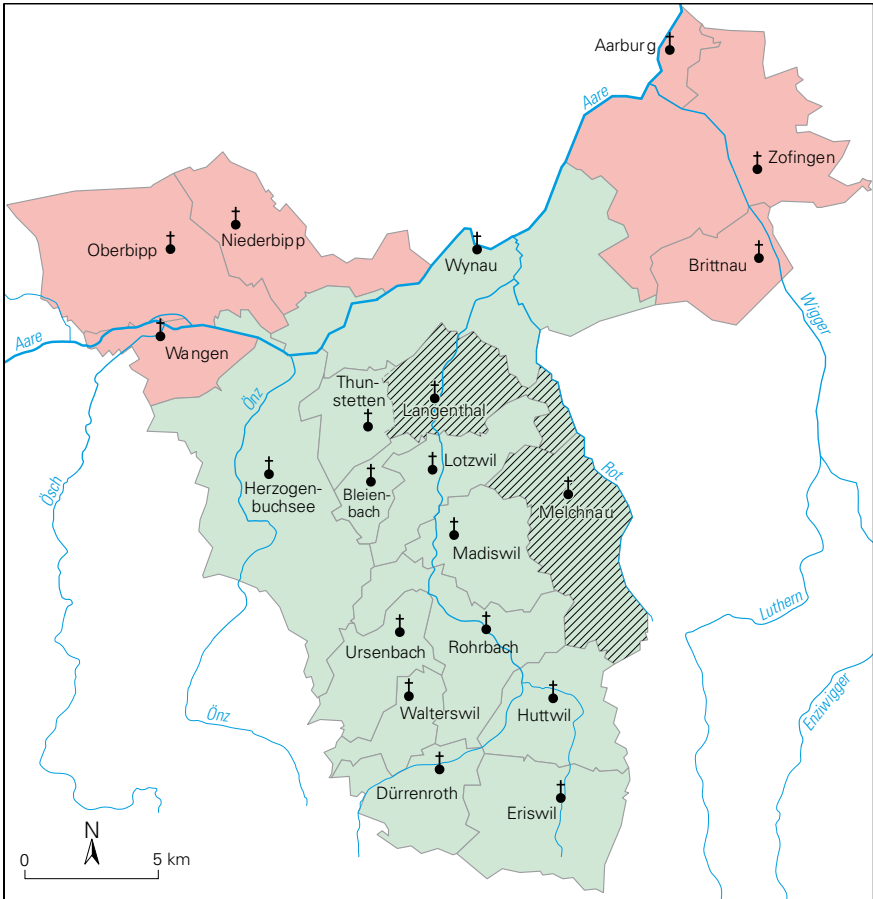 Aarburg
Aare
Zofingen
Niederbipp
Oberbipp
Wynau
Brittnau
Wigger
Aare
Wangen
Thun-
stetten
Önz
Langenthal
Lotzwil
Rot
Ösch
Herzogen-
buchsee
Bleien-
bach
Melchnau
Madiswil
Luthern
Ursenbach
Rohrbach
Enziwigger
Önz
Walterswil
Huttwil
Dürrenroth
Eriswil
N
0 5 km